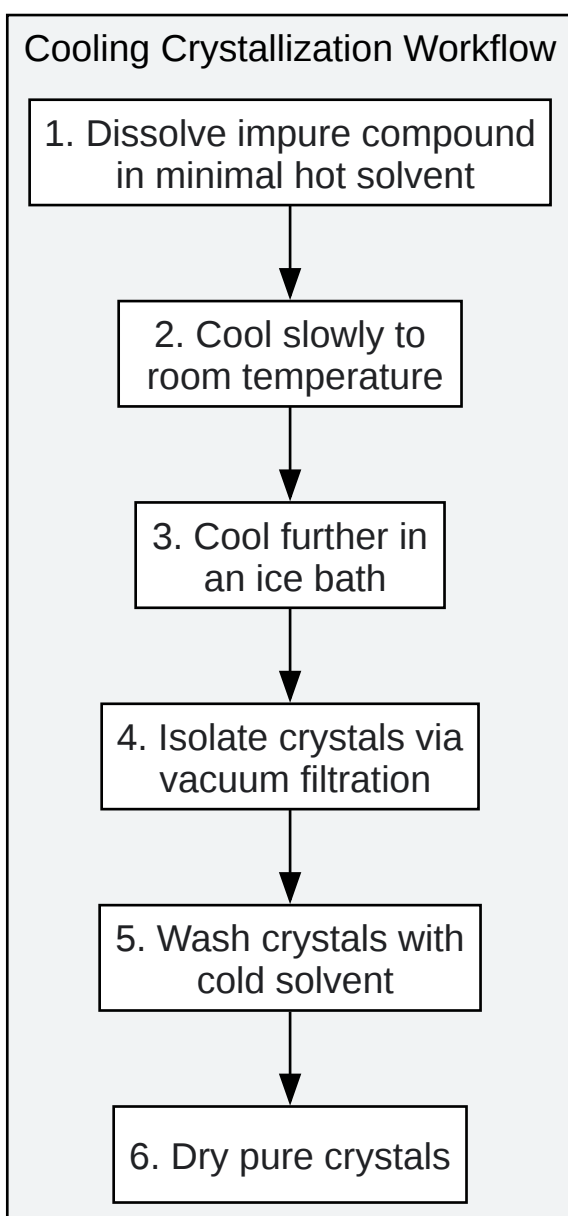 Cooling Crystallization Workflow
1. Dissolve impure compound
in minimal hot solvent
2. Cool slowly to
room temperature
3. Cool further in
an ice bath
4. Isolate crystals via
vacuum filtration
5. Wash crystals with
cold solvent
6. Dry pure crystals